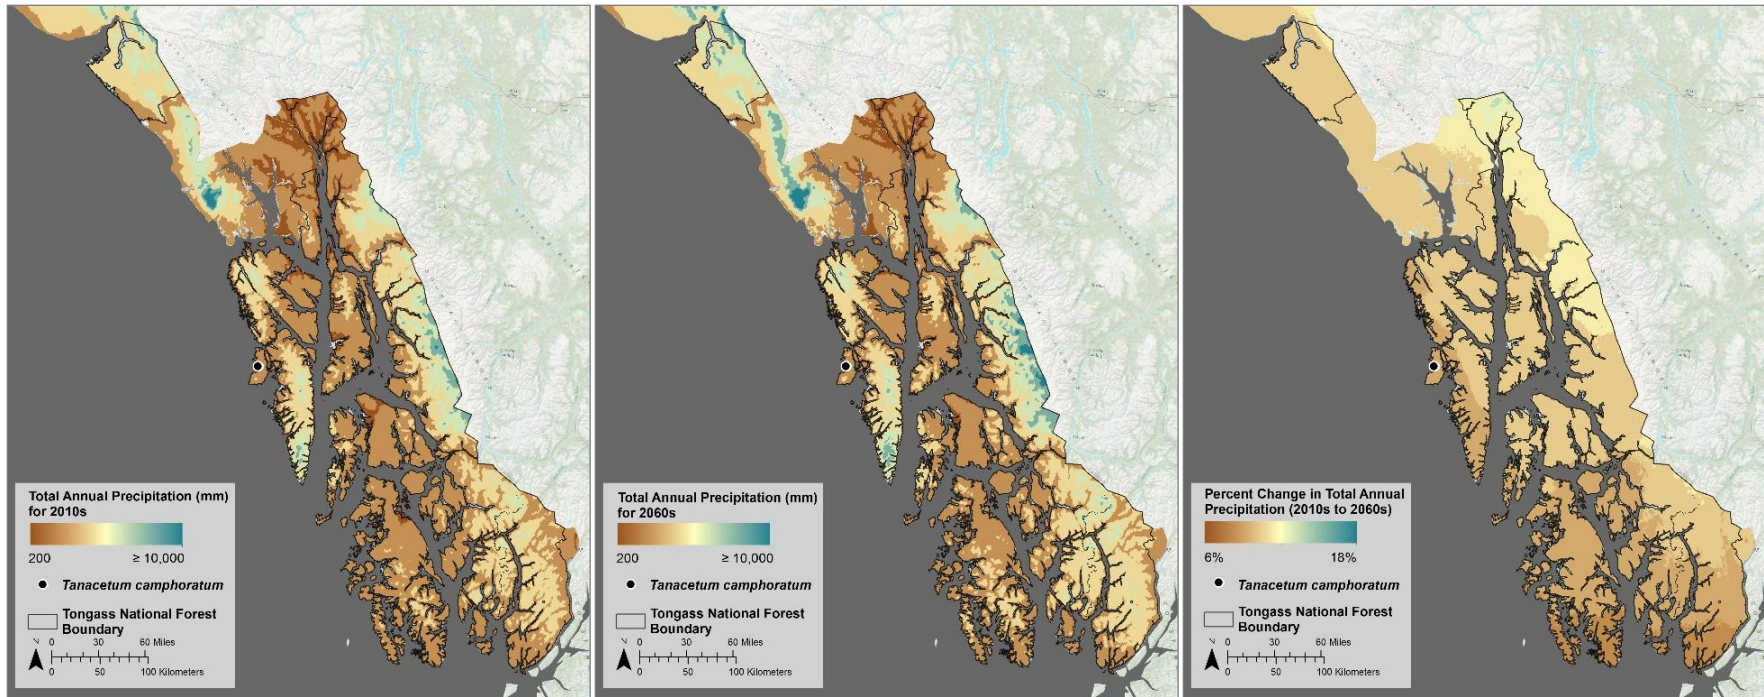 Total Annual Precipitation (mm)
for 2010s
200
≥ 10,000
Tanacetum camphoratum
Tongass National Forest
Boundary
N
0 30 60 Miles
0 50 100 Kilometers
Total Annual Precipitation (mm)
for 2060s
200
≥ 10,000
Tanacetum camphoratum
Tongass National Forest
Boundary
N
0 30 60 Miles
0 50 100 Kilometers
Percent Change in Total Annual
Precipitation (2010s to 2060s)
6%
18%
Tanacetum camphoratum
Tongass National Forest
Boundary
N
0 30 60 Miles
0 50 100 Kilometers